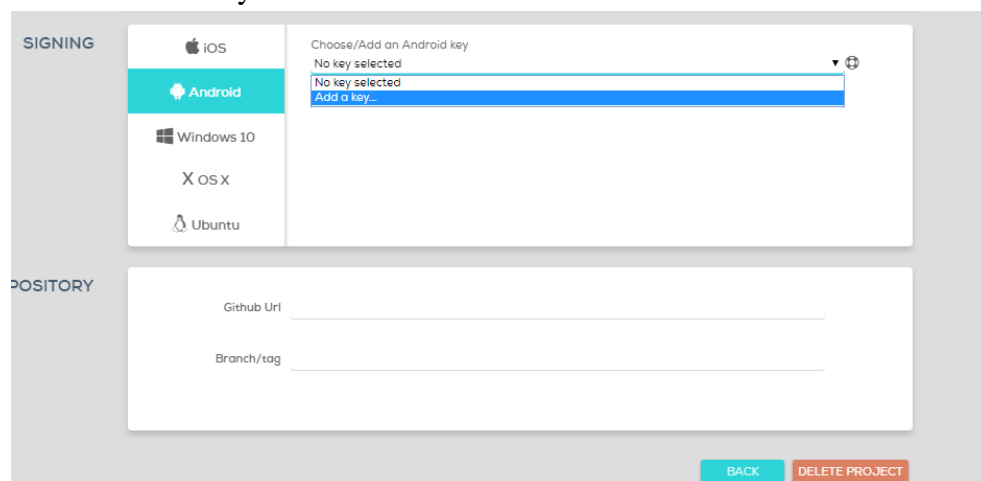 SIGNING
iOS
Android
Windows 10
X OS X
Ubuntu
Choose/Add an Android key
No key selected
No key selected
Add a key...
POSITORY
Github Url
Branch/tag
BACK
DELETE PROJECT